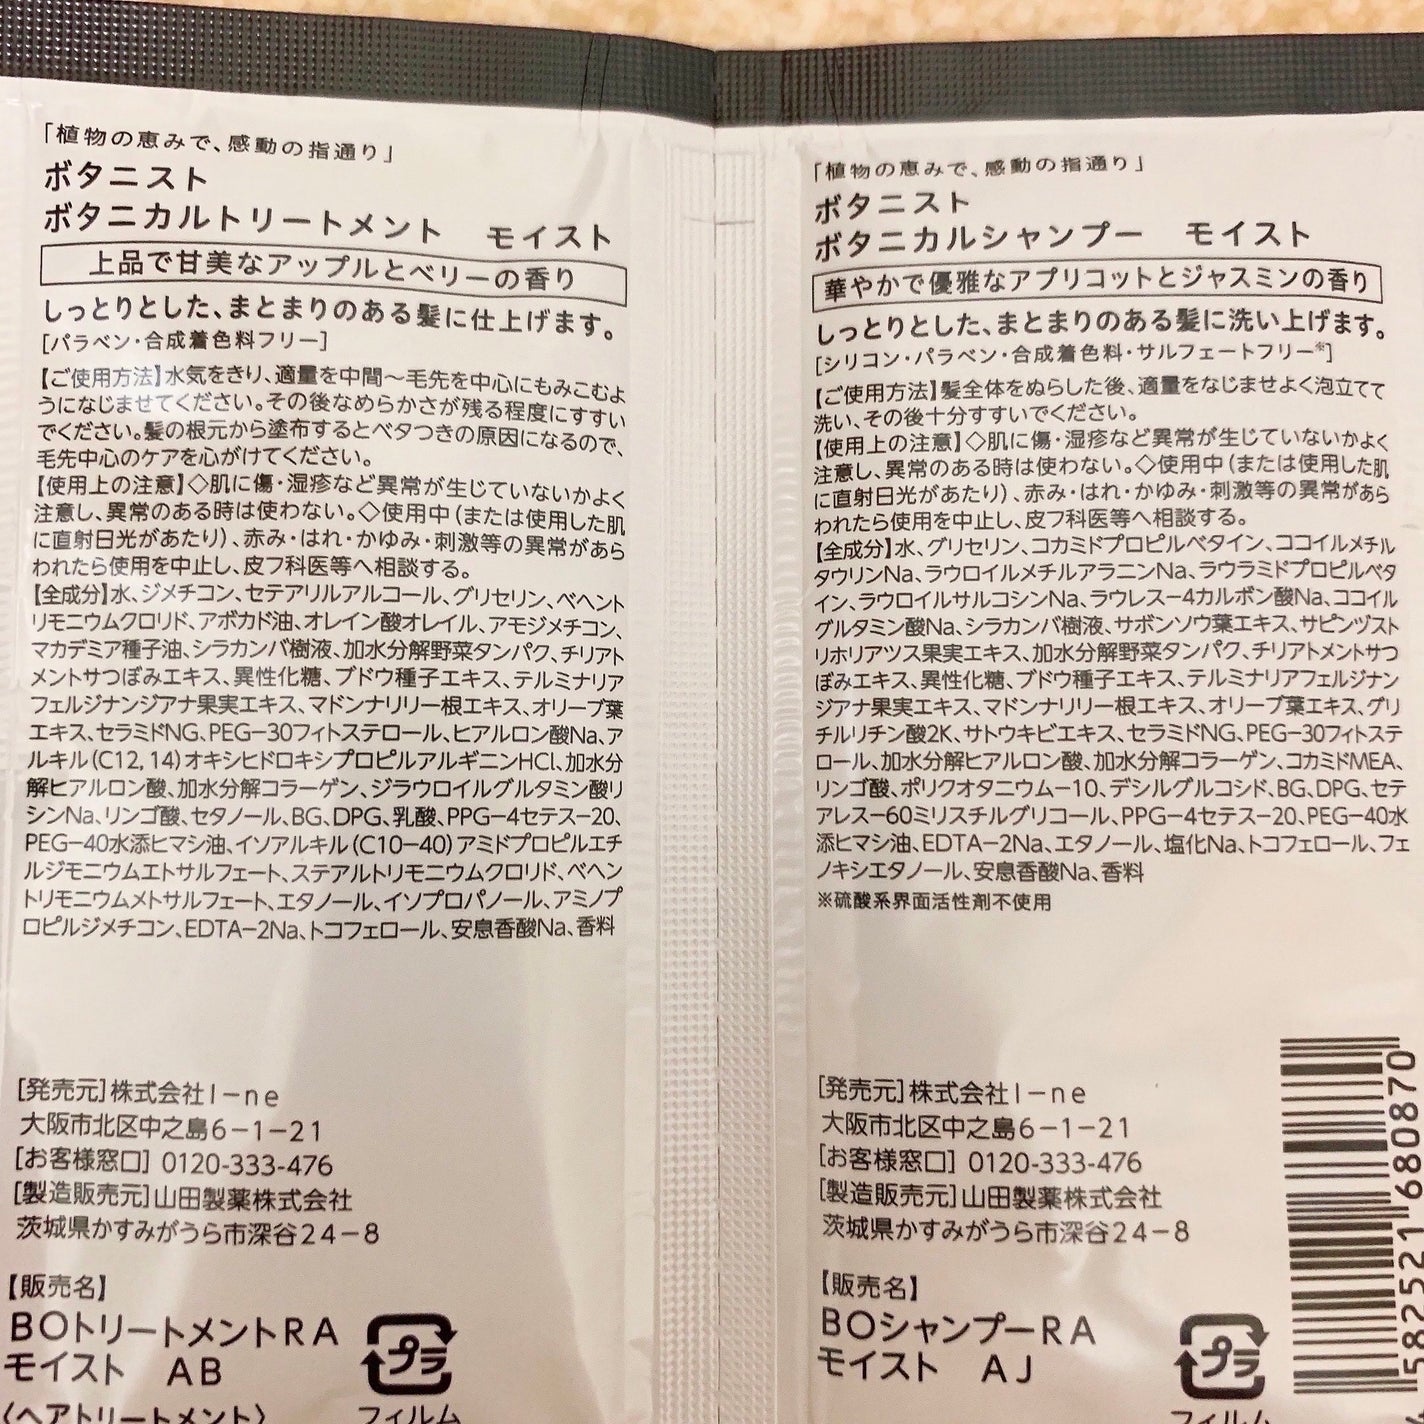 「植物の恵みで、感動の指通り」
ボタニスト
ボタニカルトリートメント　モイスト
上品で甘美なアップルとベリーの香り
しっとりとした、まとまりのある髪に仕上げます。
[パラベン・合成着色料フリー]
【ご使用方法】水気をきり、適量を中間〜毛先を中心にもみこむよ
うになじませてください。その後なめらかさが残る程度にすすい
でください。髪の根元から塗布するとベタつきの原因になるので、
毛先中心のケアを心がけてください。
【使用上の注意】◇肌に傷・湿疹など異常が生じていないかよく
注意し、異常のある時は使わない。◇使用中(または使用した肌
に直射日光があたり)、赤み・はれ・かゆみ・刺激等の異常があら
われたら使用を中止し、皮フ科医等へ相談する。
【全成分】水、ジメチコン、セテアリルアルコール、グリセリン、ベヘント
リモニウムクロリド、アボカド油、オレイン酸オレイル、アモジメチコン、
マカデミア種子油、シラカンバ樹液、加水分解野菜タンパク、チリアト
メントサつぼみエキス、異性化糖、ブドウ種子エキス、テルミナリア
フェルジナンジアナ果実エキス、マドンナリリー根エキス、オリーブ葉
エキス、セラミドNG、PEG−30フィトステロール、ヒアルロン酸Na、ア
ルキル(C12,14)オキシヒドロキシプロピルアルギニンHCl、加水分
解ヒアルロン酸、加水分解コラーゲン、ジラウロイルグルタミン酸リ
シンNa、リンゴ酸、セタノール、BG、DPG、乳酸、PPG−4セテス−20、
PEG−40水添ヒマシ油、イソアルキル(C10−40)アミドプロピルエチ
ルジモニウムエトサルフェート、ステアルトリモニウムクロリド、ベヘン
トリモニウムメトサルフェート、エタノール、イソプロパノール、アミノプ
ロピルジメチコン、EDTA−2Na、トコフェロール、安息香酸Na、香料
[発売元]株式会社I−ne
大阪市北区中之島6−1−21
[お客様窓口] 0120-333-476
[製造販売元]山田製薬株式会社
茨城県かすみがうら市深谷24−8
【販売名】
BOトリートメントRA
モイスト　AB
〈ヘアトリートメント〉
プラ
フィルム
「植物の恵みで、感動の指通り」
ボタニスト
ボタニカルシャンプー　モイスト
華やかで優雅なアプリコットとジャスミンの香り
しっとりとした、まとまりのある髪に洗い上げます。
[シリコン・パラベン・合成着色料・サルフェートフリー※]
【ご使用方法】髪全体をぬらした後、適量をなじませよく泡立てて
洗い、その後十分すすいでください。
【使用上の注意】◇肌に傷・湿疹など異常が生じていないかよく
注意し、異常のある時は使わない。◇使用中(または使用した肌
に直射日光があたり)、赤み・はれ・かゆみ・刺激等の異常があら
われたら使用を中止し、皮フ科医等へ相談する。
【全成分】水、グリセリン、コカミドプロピルベタイン、ココイルメチル
タウリンNa、ラウロイルメチルアラニンNa、ラウラミドプロピルベタ
イン、ラウロイルサルコシンNa、ラウレス−4カルボン酸Na、ココイル
グルタミン酸Na、シラカンバ樹液、サボンソウ葉エキス、サピンヅスト
リホリアツス果実エキス、加水分解野菜タンパク、チリアトメントサつ
ぼみエキス、異性化糖、ブドウ種子エキス、テルミナリアフェルジナン
ジアナ果実エキス、マドンナリリー根エキス、オリーブ葉エキス、グリ
チルリチン酸2K、サトウキビエキス、セラミドNG、PEG−30フィトステ
ロール、加水分解ヒアルロン酸、加水分解コラーゲン、コカミドMEA、
リンゴ酸、ポリクオタニウム−10、デシルグルコシド、BG、DPG、セテ
アレス−60ミリスチルグリコール、PPG−4セテス−20、PEG−40水
添ヒマシ油、EDTA−2Na、エタノール、塩化Na、トコフェロール、フェ
ノキシエタノール、安息香酸Na、香料
※硫酸系界面活性剤不使用
[発売元]株式会社I−ne
大阪市北区中之島6−1−21
[お客様窓口] 0120-333-476
[製造販売元]山田製薬株式会社
茨城県かすみがうら市深谷24−8
【販売名】
BOシャンプーRA
モイスト　AJ
プラ
フィルム
582521680870